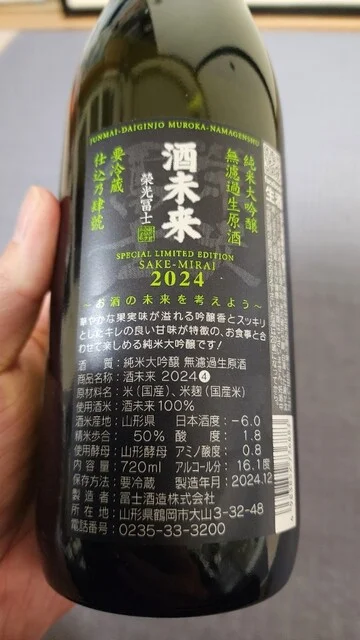 JUNMAI-DAIGINJO MUROKA-NAMAGENSHU
純米大吟醸
無濾過生原酒
酒未来
榮光冨士
要冷蔵
仕込乃肆號
SPECIAL LIMITED EDITION
SAKE-MIRAI
2024
～お酒の未来を考えよう～
華やかな果実味が溢れる吟醸香とスッキリ
としたキレの良い甘味が特徴の、お食事と合
わせて楽しめる純米大吟醸です!
酒質：純米大吟醸 無濾過生原酒
商品名称：酒未来 2024④
原材料名：米(国産)、米麹(国産米)
使用酒米：酒未来100%
酒米産地：山形県 日本酒度：-6.0
精米歩合： 50% 酸度： 1.8
使用酵母：山形酵母 アミノ酸度： 0.8
内容量：720ml アルコール分：16.1度
保存方法：要冷蔵 製造年月：2024.12
製造者：冨士酒造株式会社
所在地：山形県鶴岡市大山3-32-48
電話番号：0235-33-3200